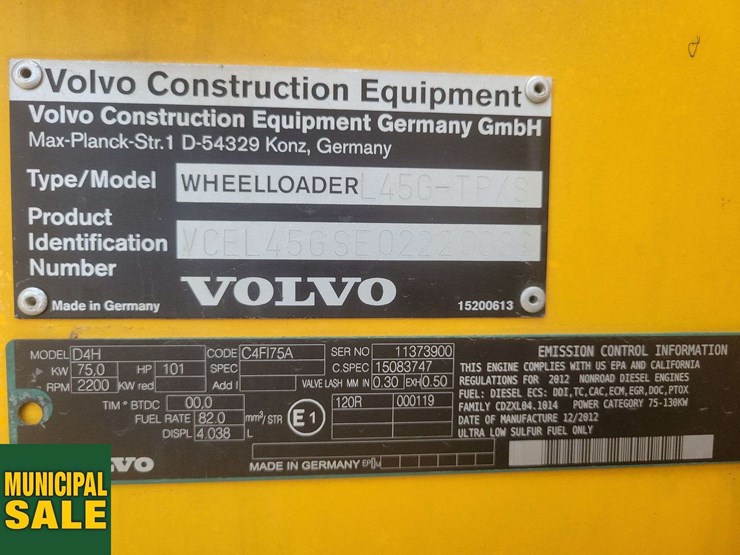 Volvo Construction Equipment
Volvo Construction Equipment Germany GmbH
Max-Planck-Str.1 D-54329 Konz, Germany
Type/Model WHEELLOADER L45G-TP/S
Product
Identification
Number
VOLVO
Made in Germany
15200613
MODEL D4H CODE C4FI75A SER NO 11373900
KW 75,0 HP 101 SPEC C.SPEC 15083747
RPM 2200 KW red Add I VALVE LASH MM IN 0.30 EXH 0.50
TIM ° BTDC 00,0 E1 120R 000119
FUEL RATE 82.0 mm³/STR
DISPL 4.038 L
EMISSION CONTROL INFORMATION
THIS ENGINE COMPLIES WITH US EPA AND CALIFORNIA
REGULATIONS FOR 2012 NONROAD DIESEL ENGINES
FUEL: DIESEL ECS: DDI,TC,CAC,ECM,EGR,DOC,PTOX
FAMILY CDZXL04.1014 POWER CATEGORY 75-130KW
DATE OF MANUFACTURE 12/2012
ULTRA LOW SULFUR FUEL ONLY
MADE IN GERMANY
MUNICIPAL
SALE